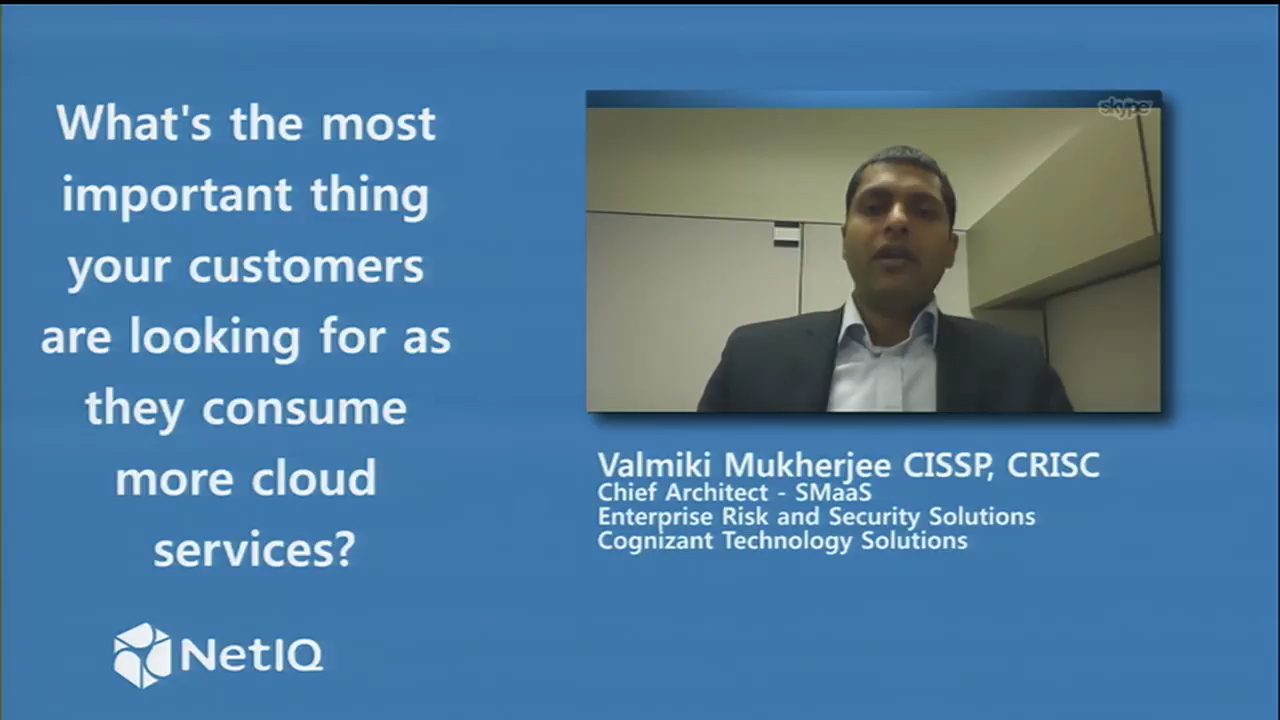 What's the most
important thing
your customers
are looking for as
they consume
more cloud
services?
NetIQ
skype
Valmiki Mukherjee CISSP, CRISC
Chief Architect - SMaaS
Enterprise Risk and Security Solutions
Cognizant Technology Solutions